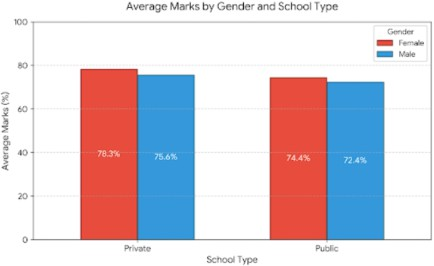 Average Marks by Gender and School Type
100
80
60
40
20
0
Average Marks (%)
Gender
Female
Male
78.3%
75.6%
74.4%
72.4%
Private
Public
School Type